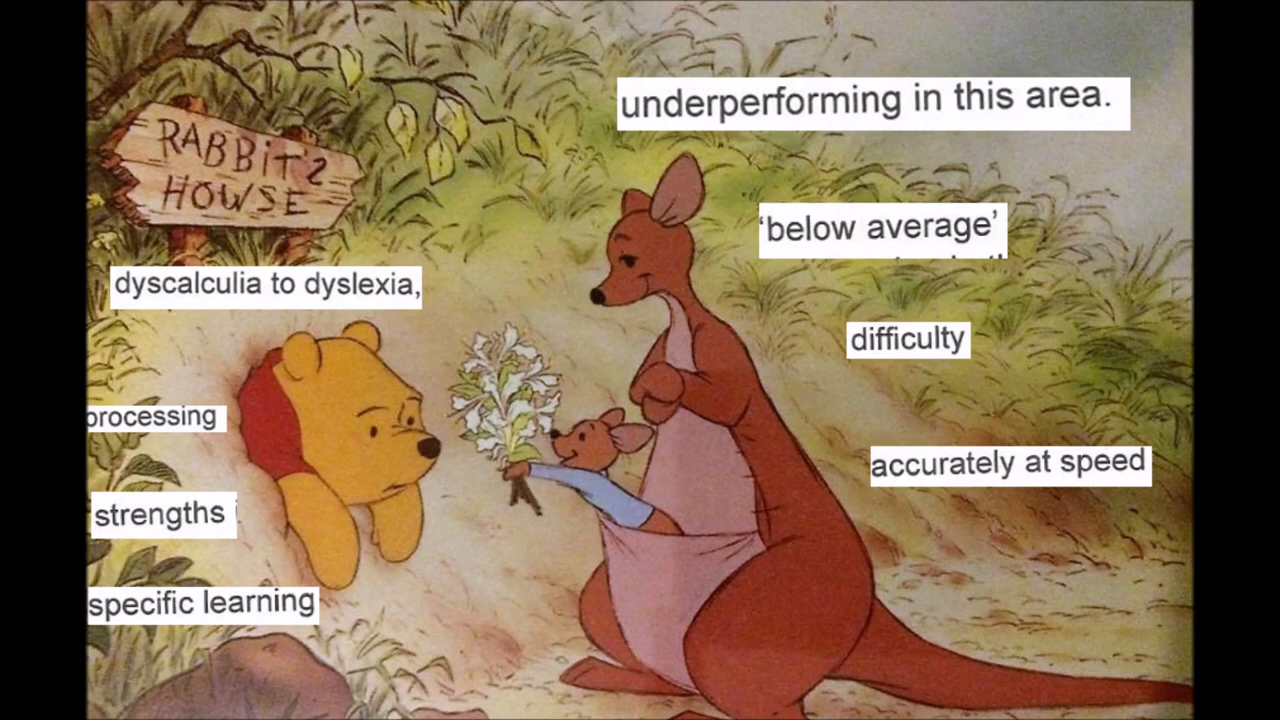 underperforming in this area.
RABBIT'S
HOWSE
'below average'
dyscalculia to dyslexia,
difficulty
processing
accurately at speed
strengths
specific learning